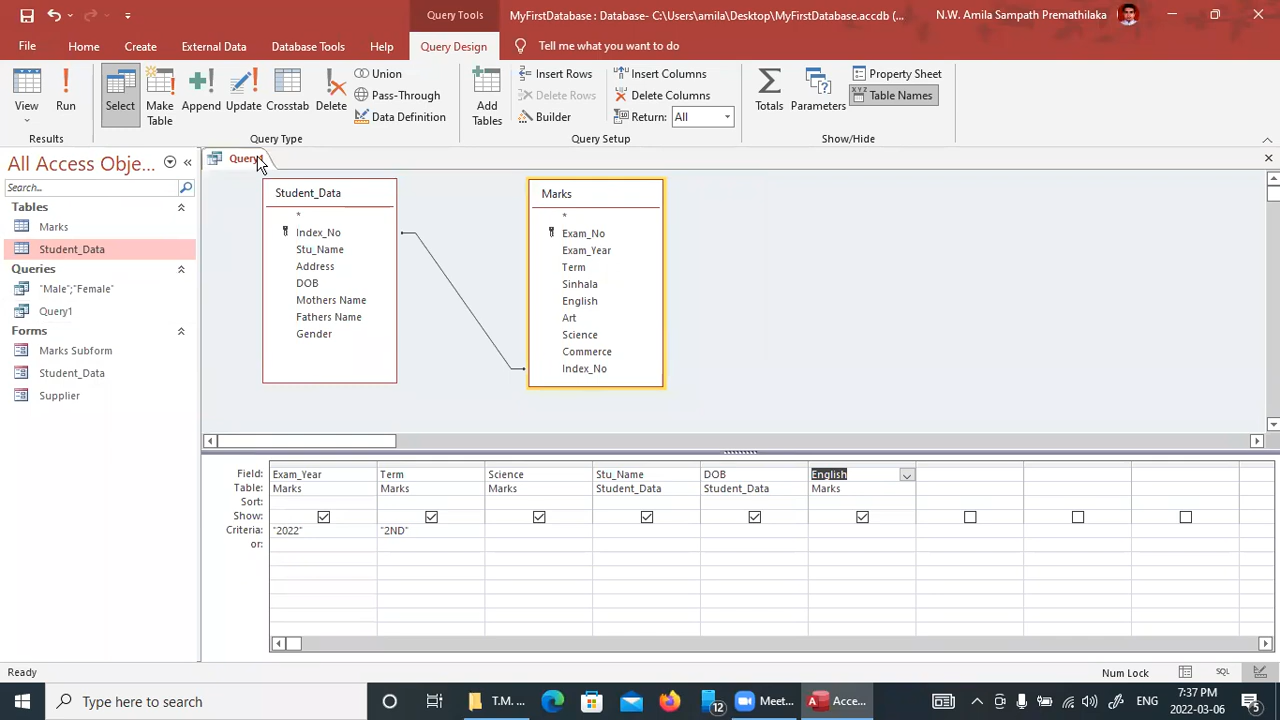 Query Tools
MyFirstDatabase : Database- C:\Users\amila\Desktop\MyFirstDatabase.accdb (...
N.W. Amila Sampath Premathilaka
File
Home
Create
External Data
Database Tools
Help
Query Design
Tell me what you want to do
View
Run
Select
Make Table
Append
Update
Crosstab
Delete
Union
Pass-Through
Data Definition
Add Tables
Insert Rows
Delete Rows
Builder
Insert Columns
Delete Columns
Return: All
Totals
Parameters
Property Sheet
Table Names
Results
Query Type
Query Setup
Show/Hide
All Access Obje...
Search...
Tables
Marks
Student_Data
Queries
"Male";"Female"
Query1
Forms
Marks Subform
Student_Data
Supplier
Query1
Student_Data
*
Index_No
Stu_Name
Address
DOB
Mothers Name
Fathers Name
Gender
Marks
*
Exam_No
Exam_Year
Term
Sinhala
English
Art
Science
Commerce
Index_No
Field: Exam_Year Term Science Stu_Name DOB English
Table: Marks Marks Marks Student_Data Student_Data Marks
Sort:
Show:
Criteria: "2022" "2ND"
or:
Ready
Num Lock
SQL
Type here to search
T.M. ...
12
Meet...
Acce...
ENG
7:37 PM
2022-03-06
5